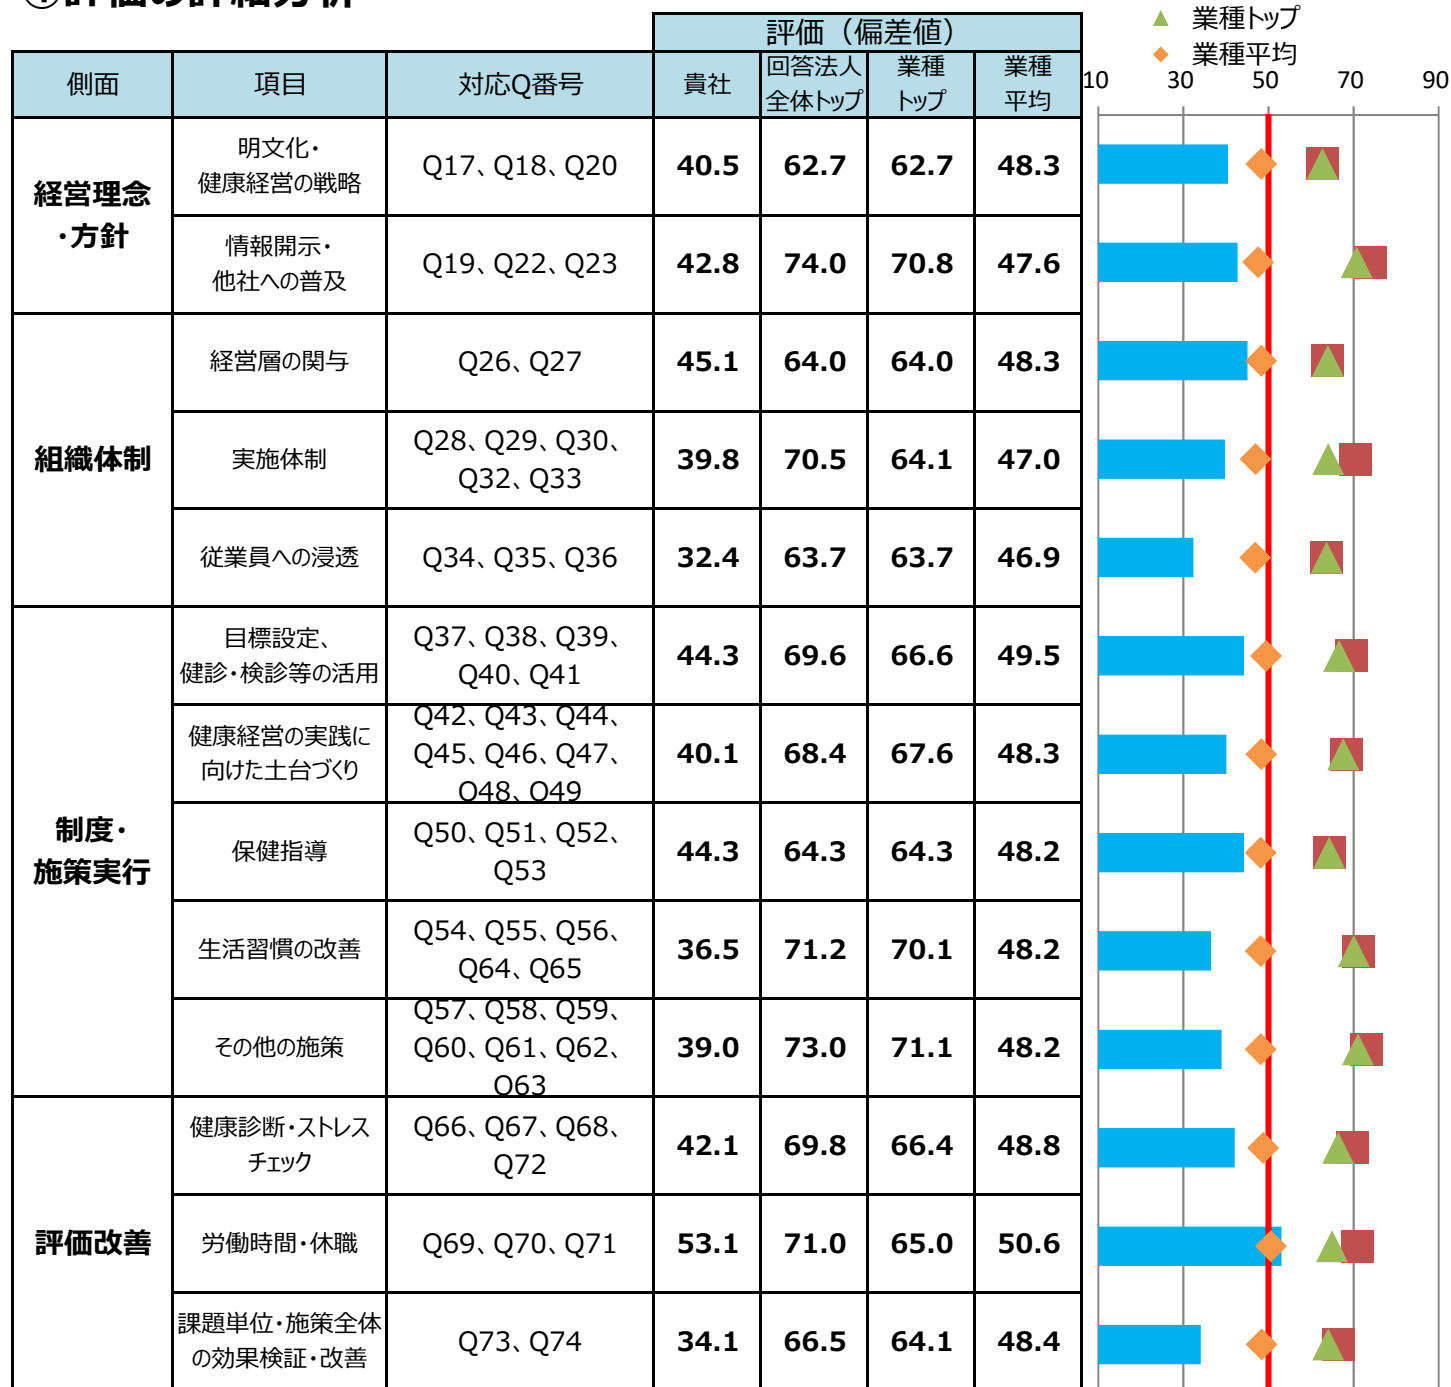 ①評価の詳細分析
業種トップ
業種平均
評価（偏差値）
側面 項目 対応Q番号 貴社 回答法人 業種 業種
全体トップ トップ 平均
10 30 50 70 90
経営理念
・方針
明文化・
健康経営の戦略
Q17、Q18、Q20
40.5 62.7 62.7 48.3
情報開示・
他社への普及
Q19、Q22、Q23
42.8 74.0 70.8 47.6
組織体制
経営層の関与
Q26、Q27
45.1 64.0 64.0 48.3
実施体制
Q28、Q29、Q30、
Q32、Q33
39.8 70.5 64.1 47.0
従業員への浸透
Q34、Q35、Q36
32.4 63.7 63.7 46.9
制度・
施策実行
目標設定、
健診・検診等の活用
Q37、Q38、Q39、
Q40、Q41
44.3 69.6 66.6 49.5
健康経営の実践に
向けた土台づくり
Q42、Q43、Q44、
Q45、Q46、Q47、
Q48、Q49
40.1 68.4 67.6 48.3
保健指導
Q50、Q51、Q52、
Q53
44.3 64.3 64.3 48.2
生活習慣の改善
Q54、Q55、Q56、
Q64、Q65
36.5 71.2 70.1 48.2
その他の施策
Q57、Q58、Q59、
Q60、Q61、Q62、
Q63
39.0 73.0 71.1 48.2
評価改善
健康診断・ストレス
チェック
Q66、Q67、Q68、
Q72
42.1 69.8 66.4 48.8
労働時間・休職
Q69、Q70、Q71
53.1 71.0 65.0 50.6
課題単位・施策全体
の効果検証・改善
Q73、Q74
34.1 66.5 64.1 48.4